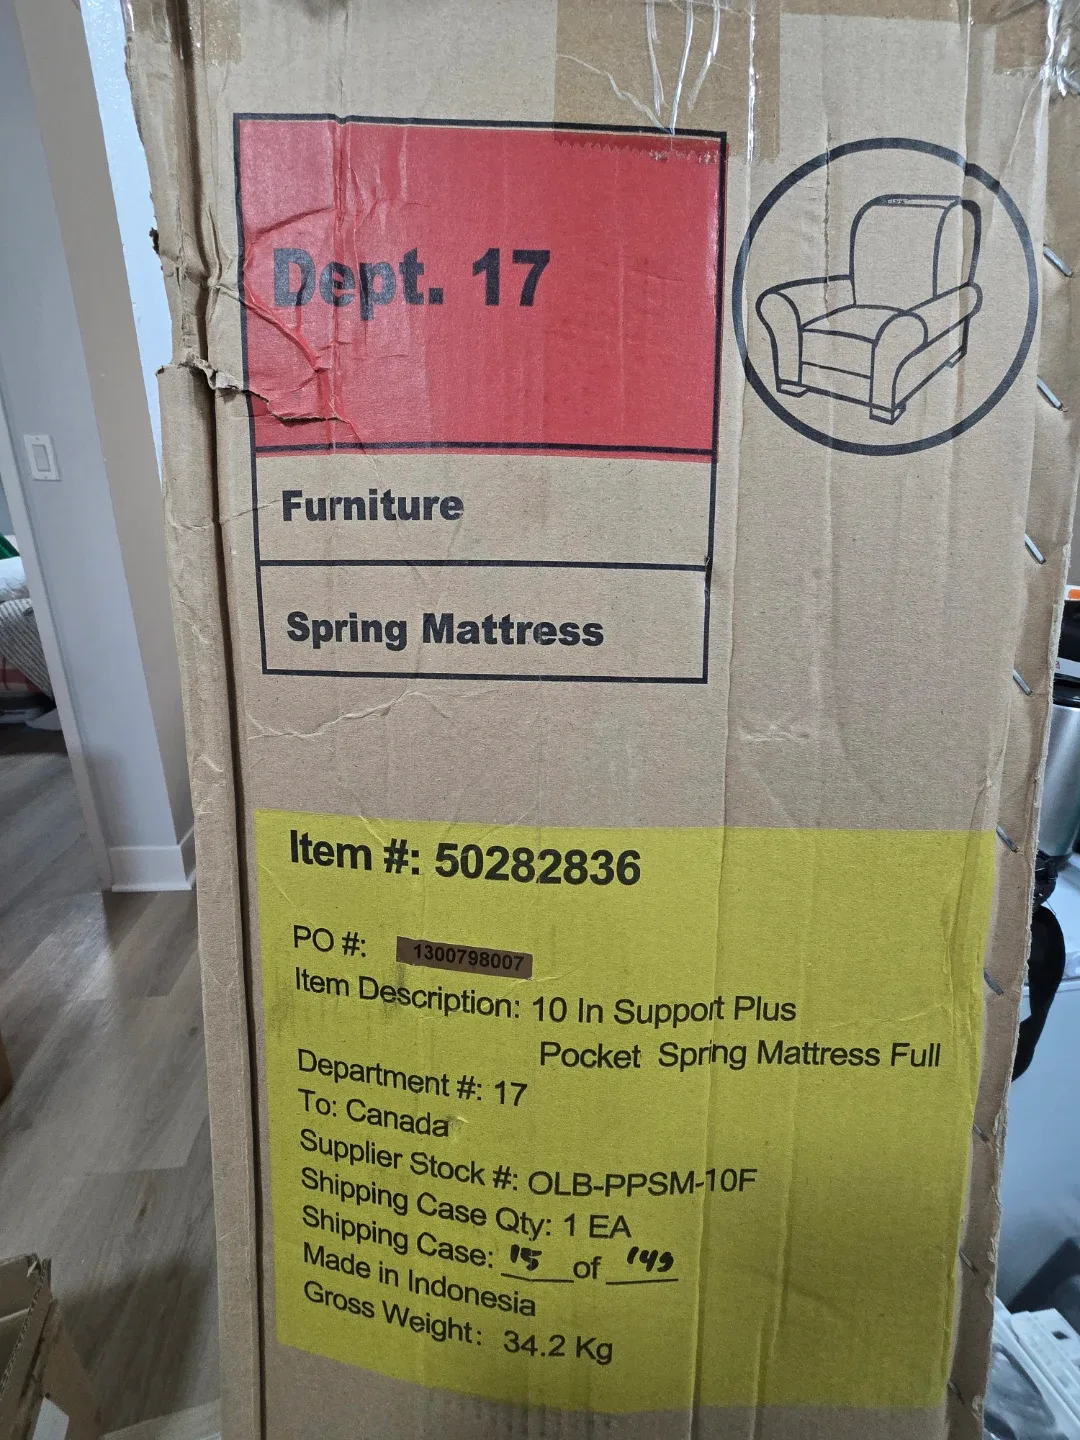 Dept. 17
Furniture
Spring Mattress
Item #: 50282836
PO #: 1300798007
Item Description: 10 In Support Plus
Pocket Spring Mattress Full
Department #: 17
To: Canada
Supplier Stock #: OLB-PPSM-10F
Shipping Case Qty: 1 EA
Shipping Case: 15 of 149
Made in Indonesia
Gross Weight: 34.2 Kg